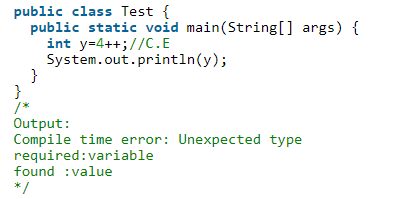 public class Test {
public static void main(String[] args) {
int y=4++;//C.E
System.out.println(y);
}
}
/*
Output:
Compile time error: Unexpected type
required:variable
found :value
*/